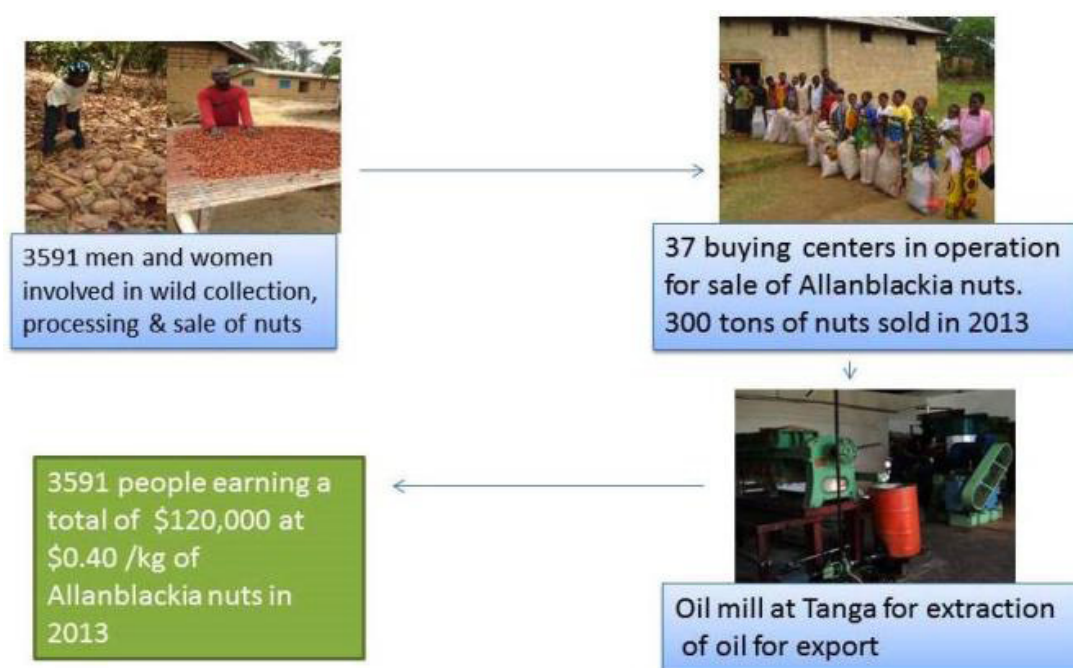 3591 men and women
involved in wild collection,
processing & sale of nuts
37 buying centers in operation
for sale of Allanblackia nuts.
300 tons of nuts sold in 2013
Oil mill at Tanga for extraction
of oil for export
3591 people earning a
total of $120,000 at
$0.40 /kg of
Allanblackia nuts in
2013